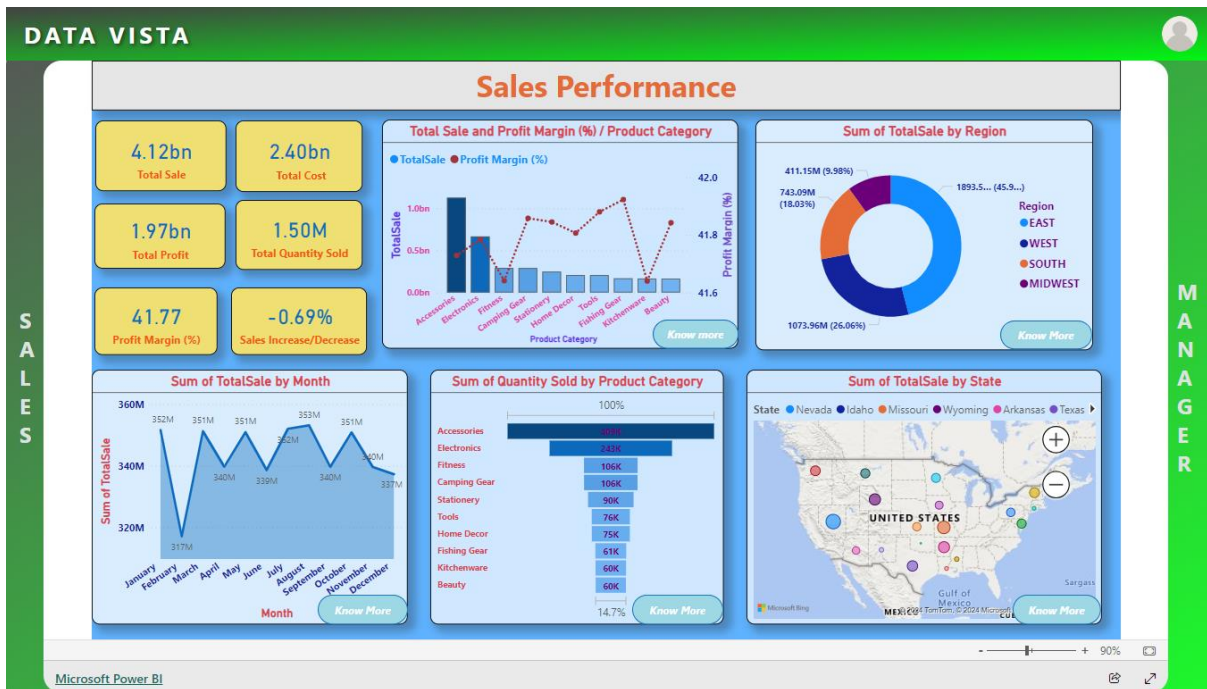 DATA VISTA
SALES
MANAGER
Sales Performance
4.12bn
Total Sale
2.40bn
Total Cost
1.97bn
Total Profit
1.50M
Total Quantity Sold
41.77
Profit Margin (%)
-0.69%
Sales Increase/Decrease
Total Sale and Profit Margin (%) / Product Category
TotalSale Profit Margin (%)
TotalSale
1.0bn
0.5bn
0.0bn
42.0
41.8
41.6
Profit Margin (%)
Accessories
Electronics
Fitness
Camping Gear
Stationery
Home Decor
Tools
Fishing Gear
Kitchenware
Beauty
Product Category
Know more
Sum of TotalSale by Region
411.15M (9.98%)
743.09M
(18.03%)
1893.5... (45.9...)
1073.96M (26.06%)
Region
EAST
WEST
SOUTH
MIDWEST
Know More
Sum of TotalSale by Month
Sum of TotalSale
360M
340M
320M
352M
317M
351M
340M
351M
339M
352M
353M
340M
351M
340M
337M
January
February
March
April
May
June
July
August
September
October
November
December
Month
Know More
Sum of Quantity Sold by Product Category
100%
Accessories
Electronics 243K
Fitness 106K
Camping Gear 106K
Stationery 90K
Tools 76K
Home Decor 75K
Fishing Gear 61K
Kitchenware 60K
Beauty 60K
14.7%
Know More
Sum of TotalSale by State
State Nevada Idaho Missouri Wyoming Arkansas Texas
UNITED STATES
Sargass
Gulf of
Mexico
MEXICO
Microsoft Bing
© 2024 TomTom, © 2024 Microsoft
CU
Know More
- + 90%
Microsoft Power BI